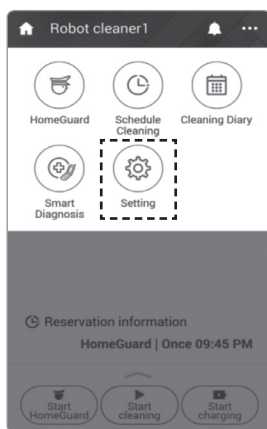 Robot cleaner1
HomeGuard
Schedule
Cleaning
Cleaning Diary
Smart
Diagnosis
Setting
Reservation information
HomeGuard | Once 09:45 PM
Start
HomeGuard
Start
cleaning
Start
charging